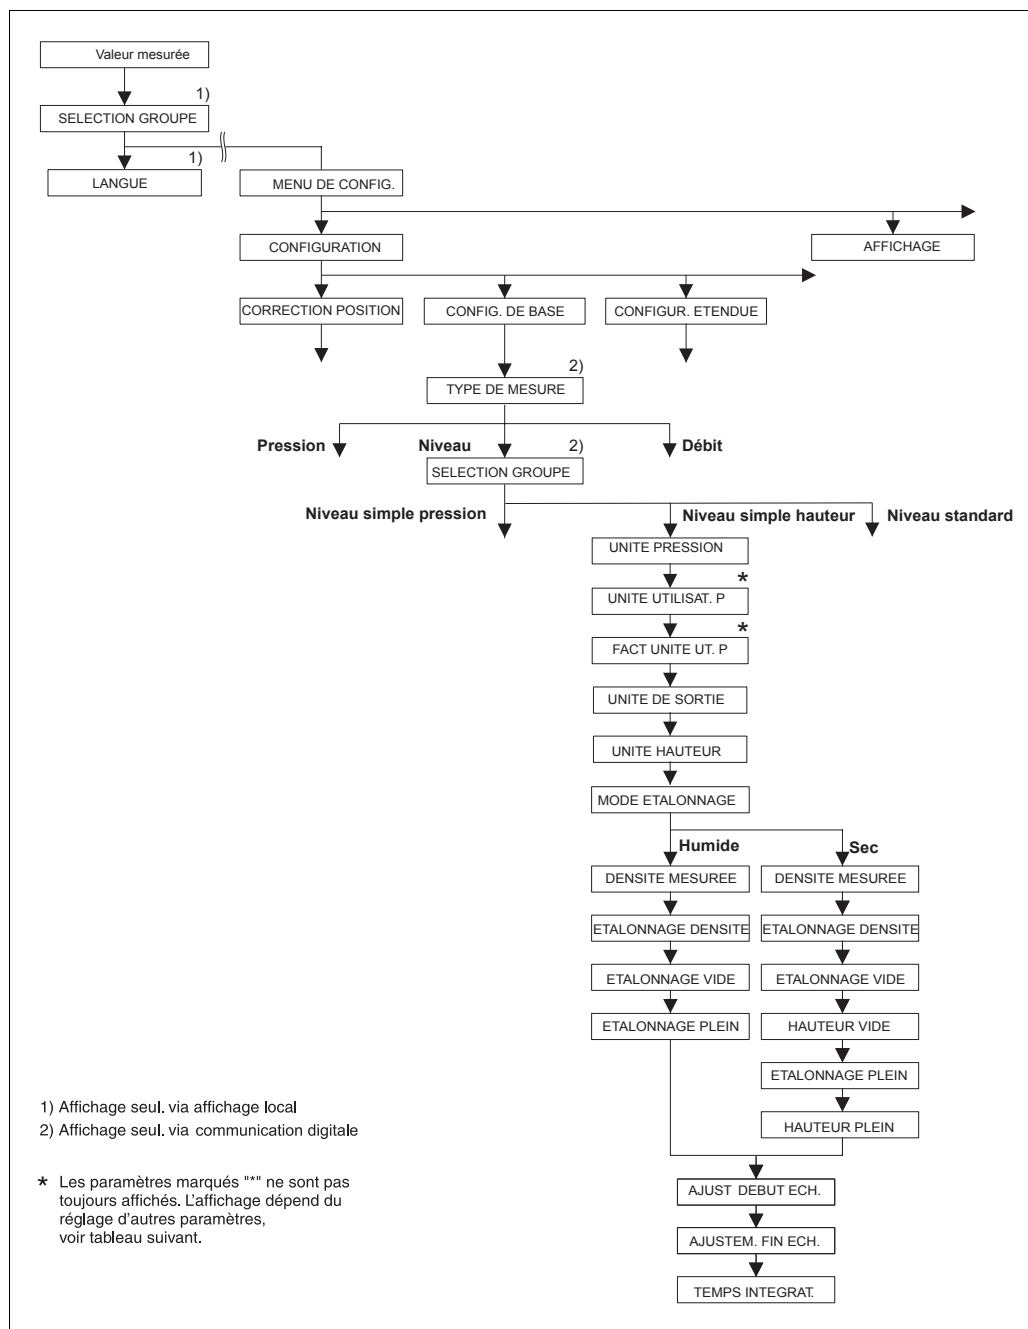 Valeur mesurée
1)
SELECTION GROUPE
1)
LANGUE
MENU DE CONFIG.
CONFIGURATION
AFFICHAGE
CORRECTION POSITION
CONFIG. DE BASE
CONFIGUR. ETENDUE
2)
TYPE DE MESURE
Pression
Niveau
2)
Débit
SELECTION GROUPE
Niveau simple pression
Niveau simple hauteur
Niveau standard
UNITE PRESSION
*
UNITE UTILISAT. P
*
FACT UNITE UT. P
UNITE DE SORTIE
UNITE HAUTEUR
MODE ETALONNAGE
Humide
Sec
DENSITE MESUREE
DENSITE MESUREE
ETALONNAGE DENSITE
ETALONNAGE DENSITE
ETALONNAGE VIDE
ETALONNAGE VIDE
ETALONNAGE PLEIN
HAUTEUR VIDE
ETALONNAGE PLEIN
HAUTEUR PLEIN
AJUST DEBUT ECH.
AJUSTEM. FIN ECH.
TEMPS INTEGRAT.
1) Affichage seul. via affichage local
2) Affichage seul. via communication digitale
* Les paramètres marqués "*" ne sont pas
toujours affichés. L'affichage dépend du
réglage d'autres paramètres,
voir tableau suivant.